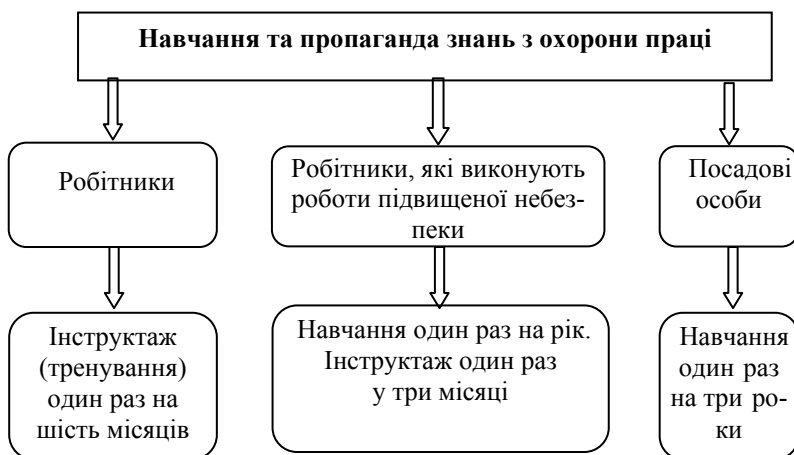 Навчання та пропаганда знань з охорони праці
Робітники
Робітники, які виконують
роботи підвищеної небез-
пеки
Посадові
особи
Інструктаж
(тренування)
один раз на
шість місяців
Навчання один раз на рік.
Інструктаж один раз
у три місяці
Навчання
один раз
на три ро-
ки